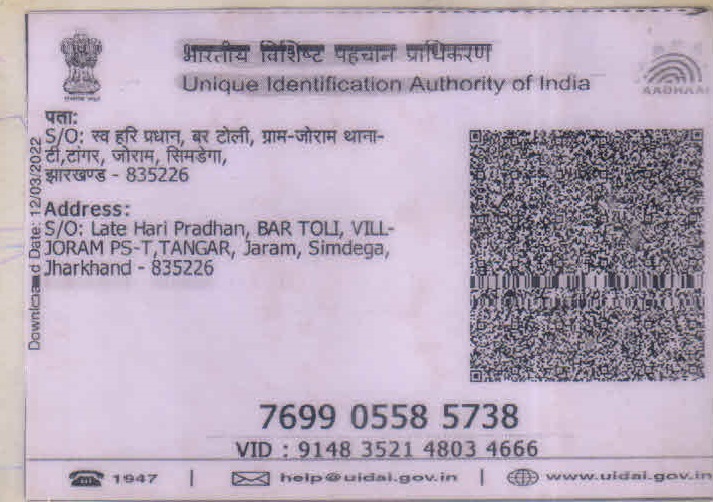 भारतीय विशिष्ट पहचान प्राधिकरण
Unique Identification Authority of India
AADHAAR
पता:
S/O: स्व हरि प्रधान, बर टोली, ग्राम-जोराम थाना-
टी,टांगर, जोराम, सिमडेगा,
झारखण्ड - 835226
Address:
S/O: Late Hari Pradhan, BAR TOLI, VILL-
JORAM PS-T,TANGAR, Jaram, Simdega,
Jharkhand - 835226
Download Date: 12/03/2022
7699 0558 5738
VID : 9148 3521 4803 4666
1947 | help@uidai.gov.in | www.uidai.gov.in